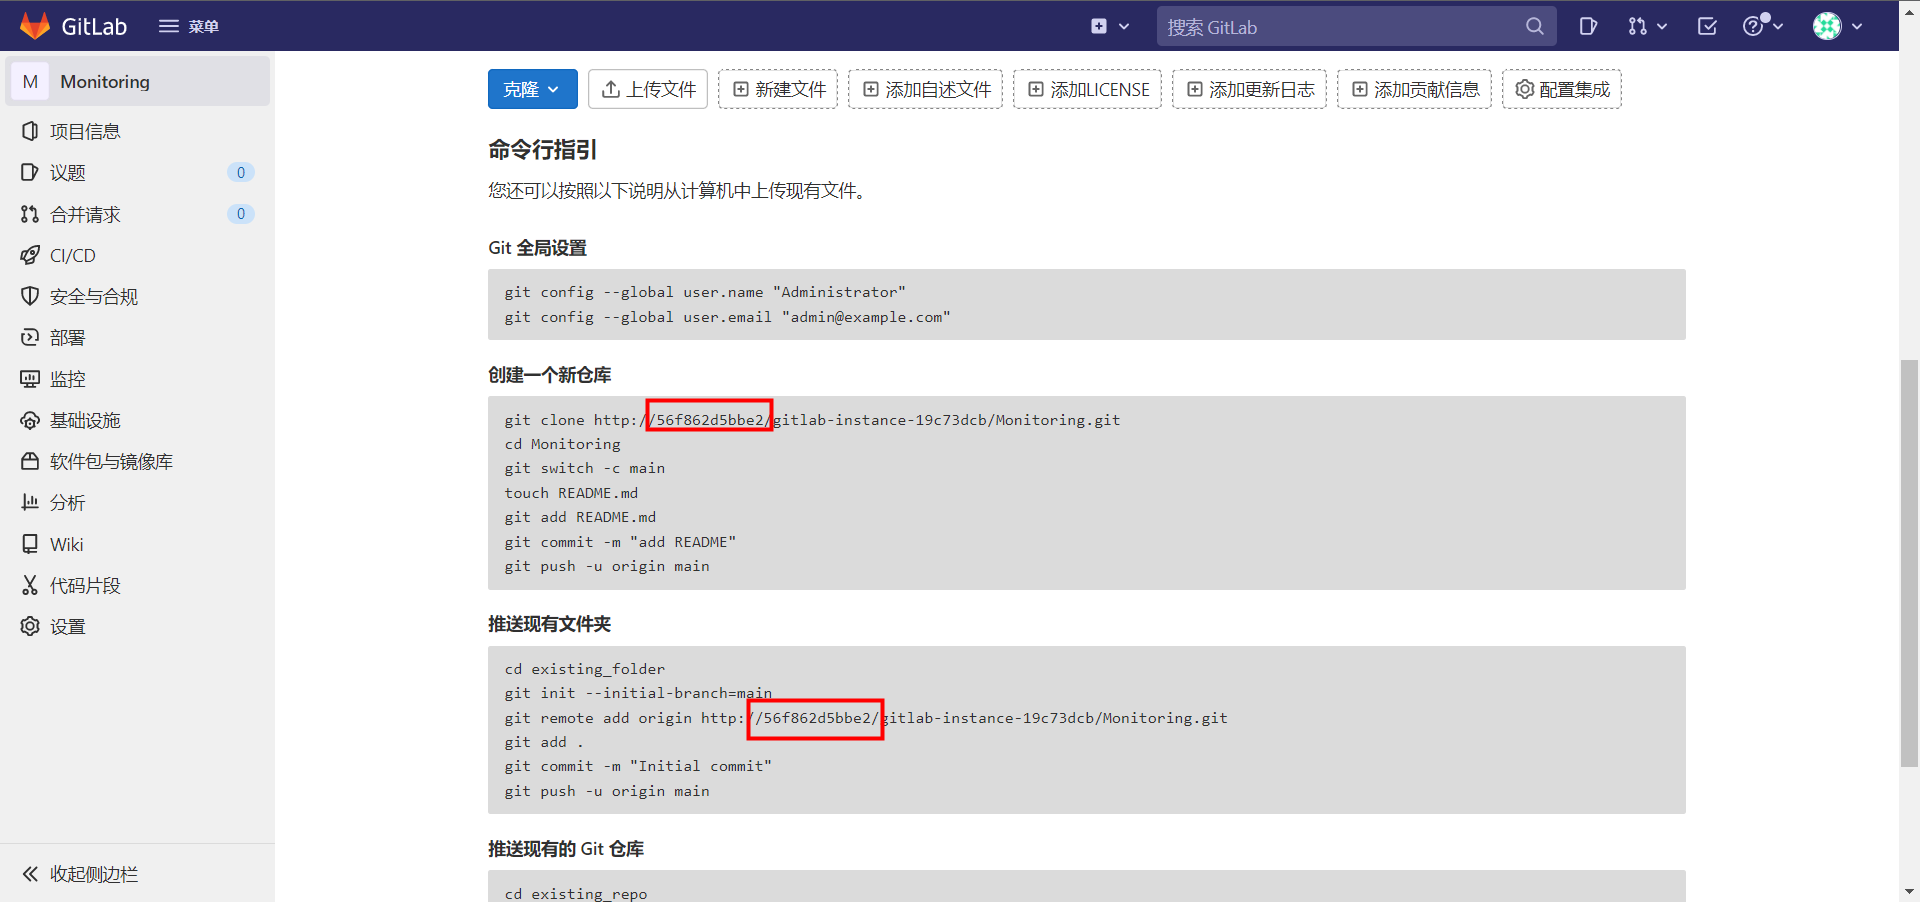 GitLab
菜单
搜索 GitLab
M Monitoring
项目信息
议题 0
合并请求 0
CI/CD
安全与合规
部署
监控
基础设施
软件包与镜像库
分析
Wiki
代码片段
设置
收起侧边栏
克隆 上传文件 新建文件 添加自述文件 添加LICENSE 添加更新日志 添加贡献信息 配置集成
命令行指引
您还可以按照以下说明从计算机中上传现有文件。
Git 全局设置
git config --global user.name "Administrator"
git config --global user.email "admin@example.com"
创建一个新仓库
git clone http://56f862d5bbe2/gitlab-instance-19c73dcb/Monitoring.git
cd Monitoring
git switch -c main
touch README.md
git add README.md
git commit -m "add README"
git push -u origin main
推送现有文件夹
cd existing_folder
git init --initial-branch=main
git remote add origin http://56f862d5bbe2/gitlab-instance-19c73dcb/Monitoring.git
git add .
git commit -m "Initial commit"
git push -u origin main
推送现有的 Git 仓库
cd existing_repo